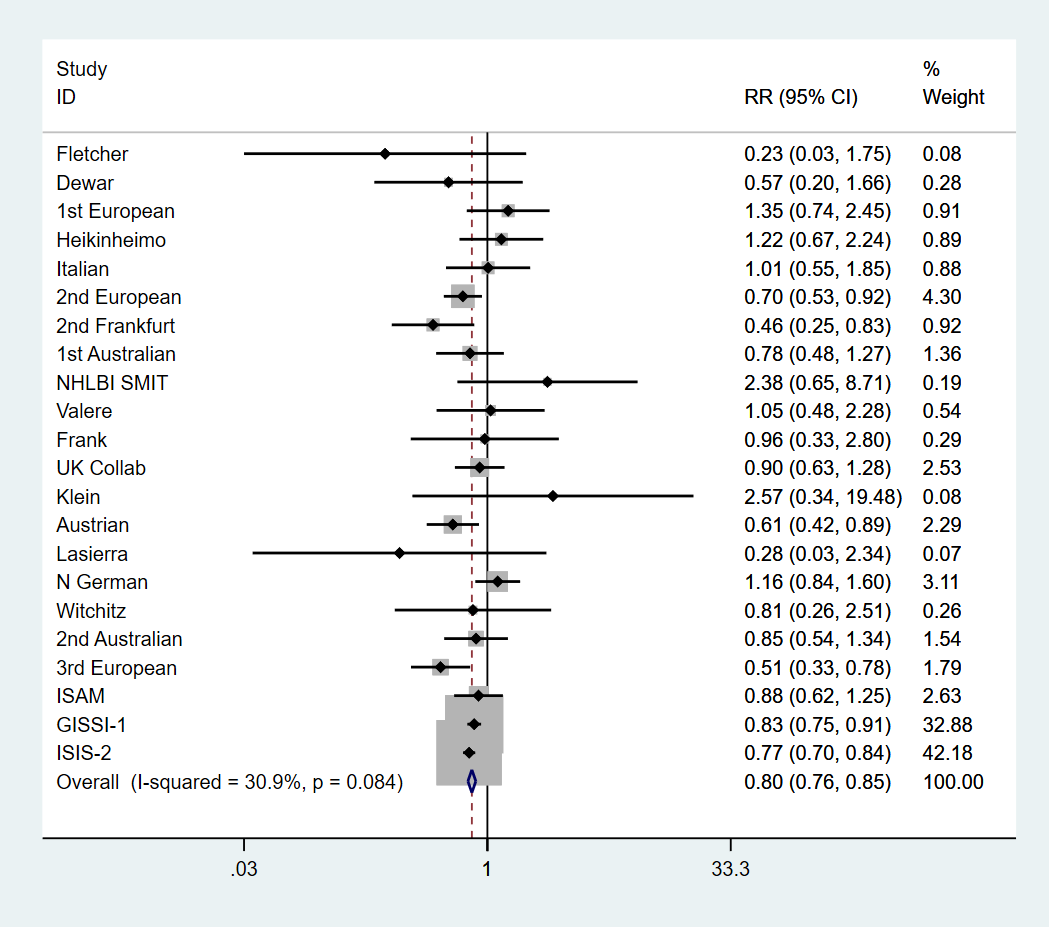 Study %
ID RR (95% CI) Weight
Fletcher 0.23 (0.03, 1.75) 0.08
Dewar 0.57 (0.20, 1.66) 0.28
1st European 1.35 (0.74, 2.45) 0.91
Heikinheimo 1.22 (0.67, 2.24) 0.89
Italian 1.01 (0.55, 1.85) 0.88
2nd European 0.70 (0.53, 0.92) 4.30
2nd Frankfurt 0.46 (0.25, 0.83) 0.92
1st Australian 0.78 (0.48, 1.27) 1.36
NHLBI SMIT 2.38 (0.65, 8.71) 0.19
Valere 1.05 (0.48, 2.28) 0.54
Frank 0.96 (0.33, 2.80) 0.29
UK Collab 0.90 (0.63, 1.28) 2.53
Klein 2.57 (0.34, 19.48) 0.08
Austrian 0.61 (0.42, 0.89) 2.29
Lasierra 0.28 (0.03, 2.34) 0.07
N German 1.16 (0.84, 1.60) 3.11
Witchitz 0.81 (0.26, 2.51) 0.26
2nd Australian 0.85 (0.54, 1.34) 1.54
3rd European 0.51 (0.33, 0.78) 1.79
ISAM 0.88 (0.62, 1.25) 2.63
GISSI-1 0.83 (0.75, 0.91) 32.88
ISIS-2 0.77 (0.70, 0.84) 42.18
Overall (I-squared = 30.9%, p = 0.084) 0.80 (0.76, 0.85) 100.00
.03 1 33.3